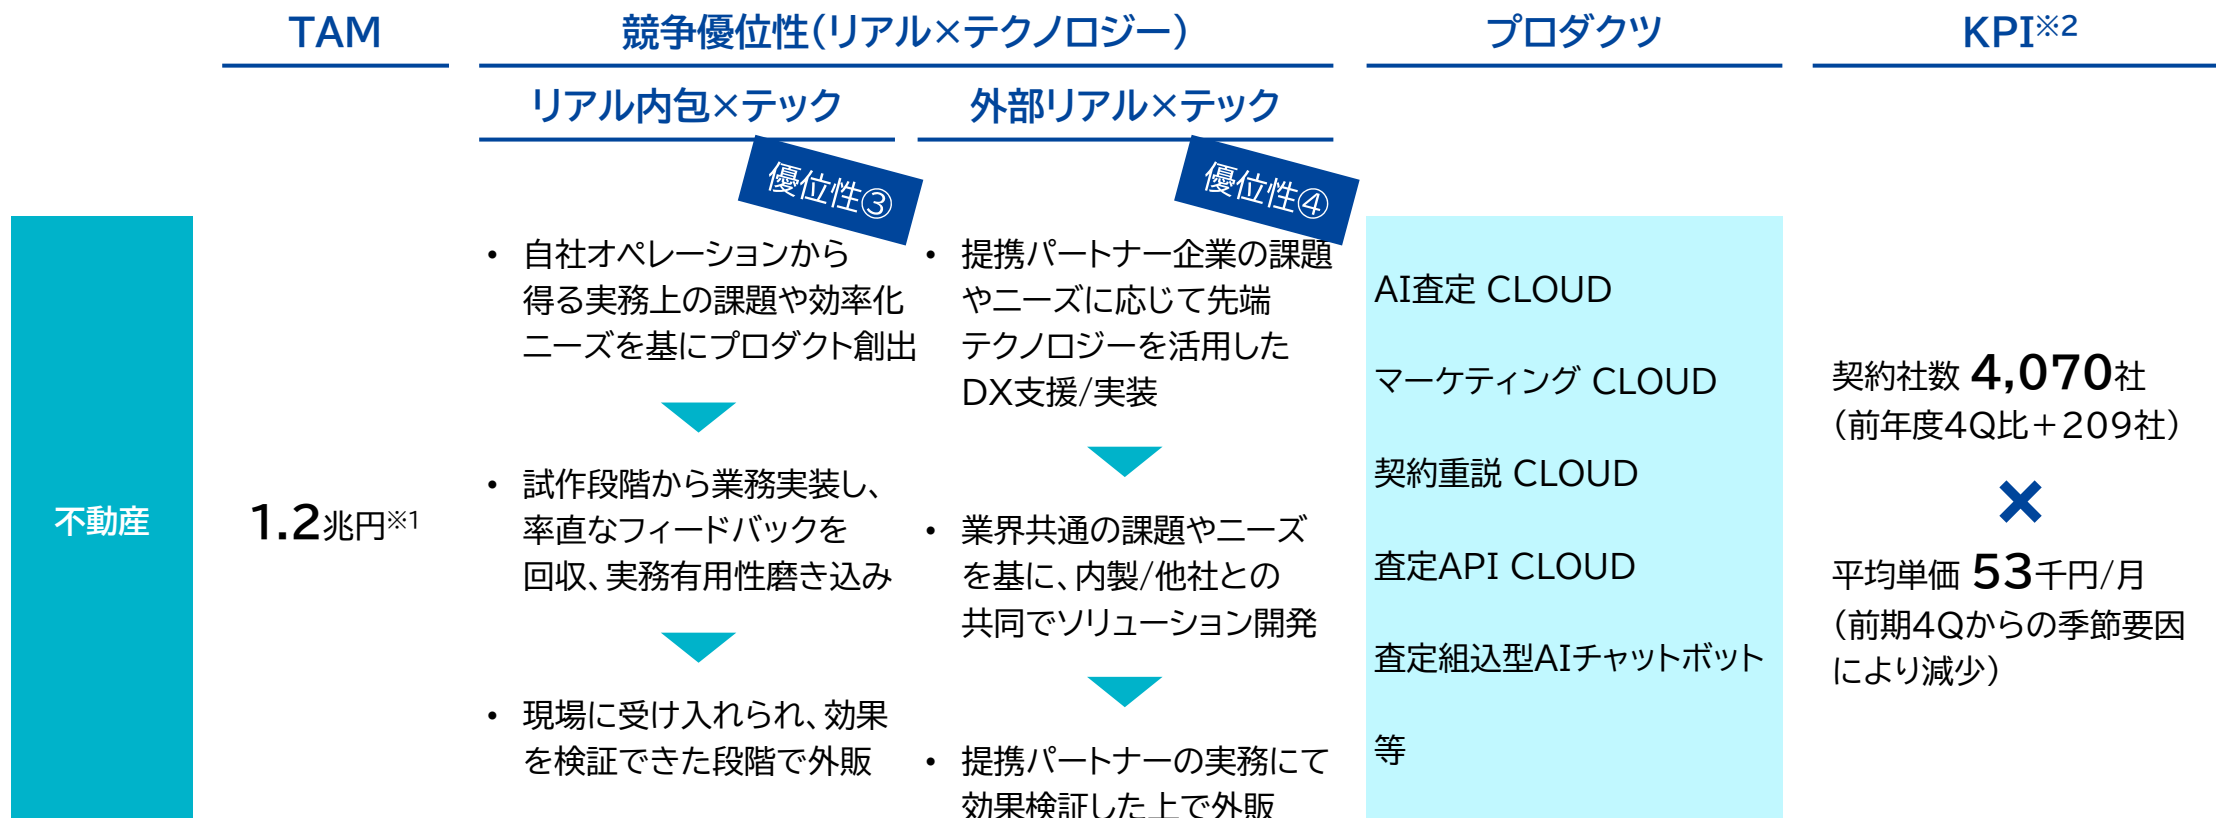 TAM
競争優位性(リアル×テクノロジー)
プロダクツ
KPI※2
リアル内包×テック
外部リアル×テック
優位性③
優位性④
不動産
1.2兆円※1
• 自社オペレーションから
得る実務上の課題や効率化
ニーズを基にプロダクト創出
• 試作段階から業務実装し、
率直なフィードバックを
回収、実務有用性磨き込み
• 現場に受け入れられ、効果
を検証できた段階で外販
• 提携パートナー企業の課題
やニーズに応じて先端
テクノロジーを活用した
DX支援/実装
• 業界共通の課題やニーズ
を基に、内製/他社との
共同でソリューション開発
• 提携パートナーの実務にて
効果検証した上で外販
AI査定 CLOUD
マーケティング CLOUD
契約重説 CLOUD
査定API CLOUD
査定組込型AIチャットボット
等
契約社数 4,070社
(前年度4Q比+209社)
×
平均単価 53千円/月
(前期4Qからの季節要因
により減少)